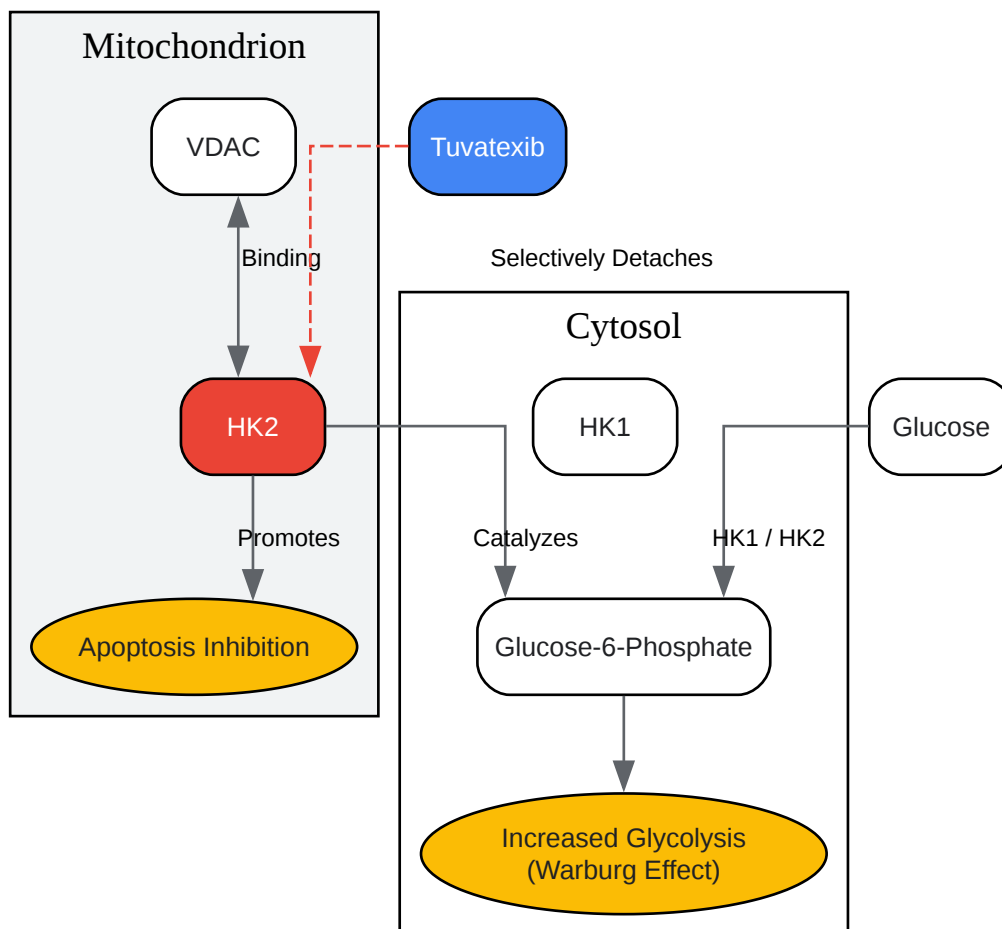 Mitochondrion
VDAC
Tuvatexib
Binding
Selectively Detaches
Cytosol
HK2
HK1
Glucose
Promotes
Catalyzes
HK1 / HK2
Apoptosis Inhibition
Glucose-6-Phosphate
Increased Glycolysis
(Warburg Effect)